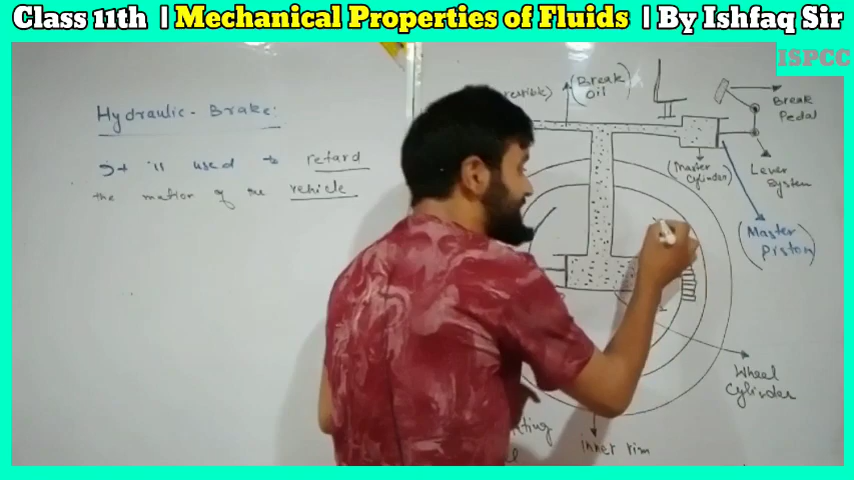 Class 11th | Mechanical Properties of Fluids | By Ishfaq Sir
ISPCC
Hydraulic - Brake:
It is used to retard
the motion of the vehicle
(Break
Oil)
Break
Pedal
(Master
Cylinder)
Lever
System
(Master
Piston)
Wheel
Cylinder
inner rim